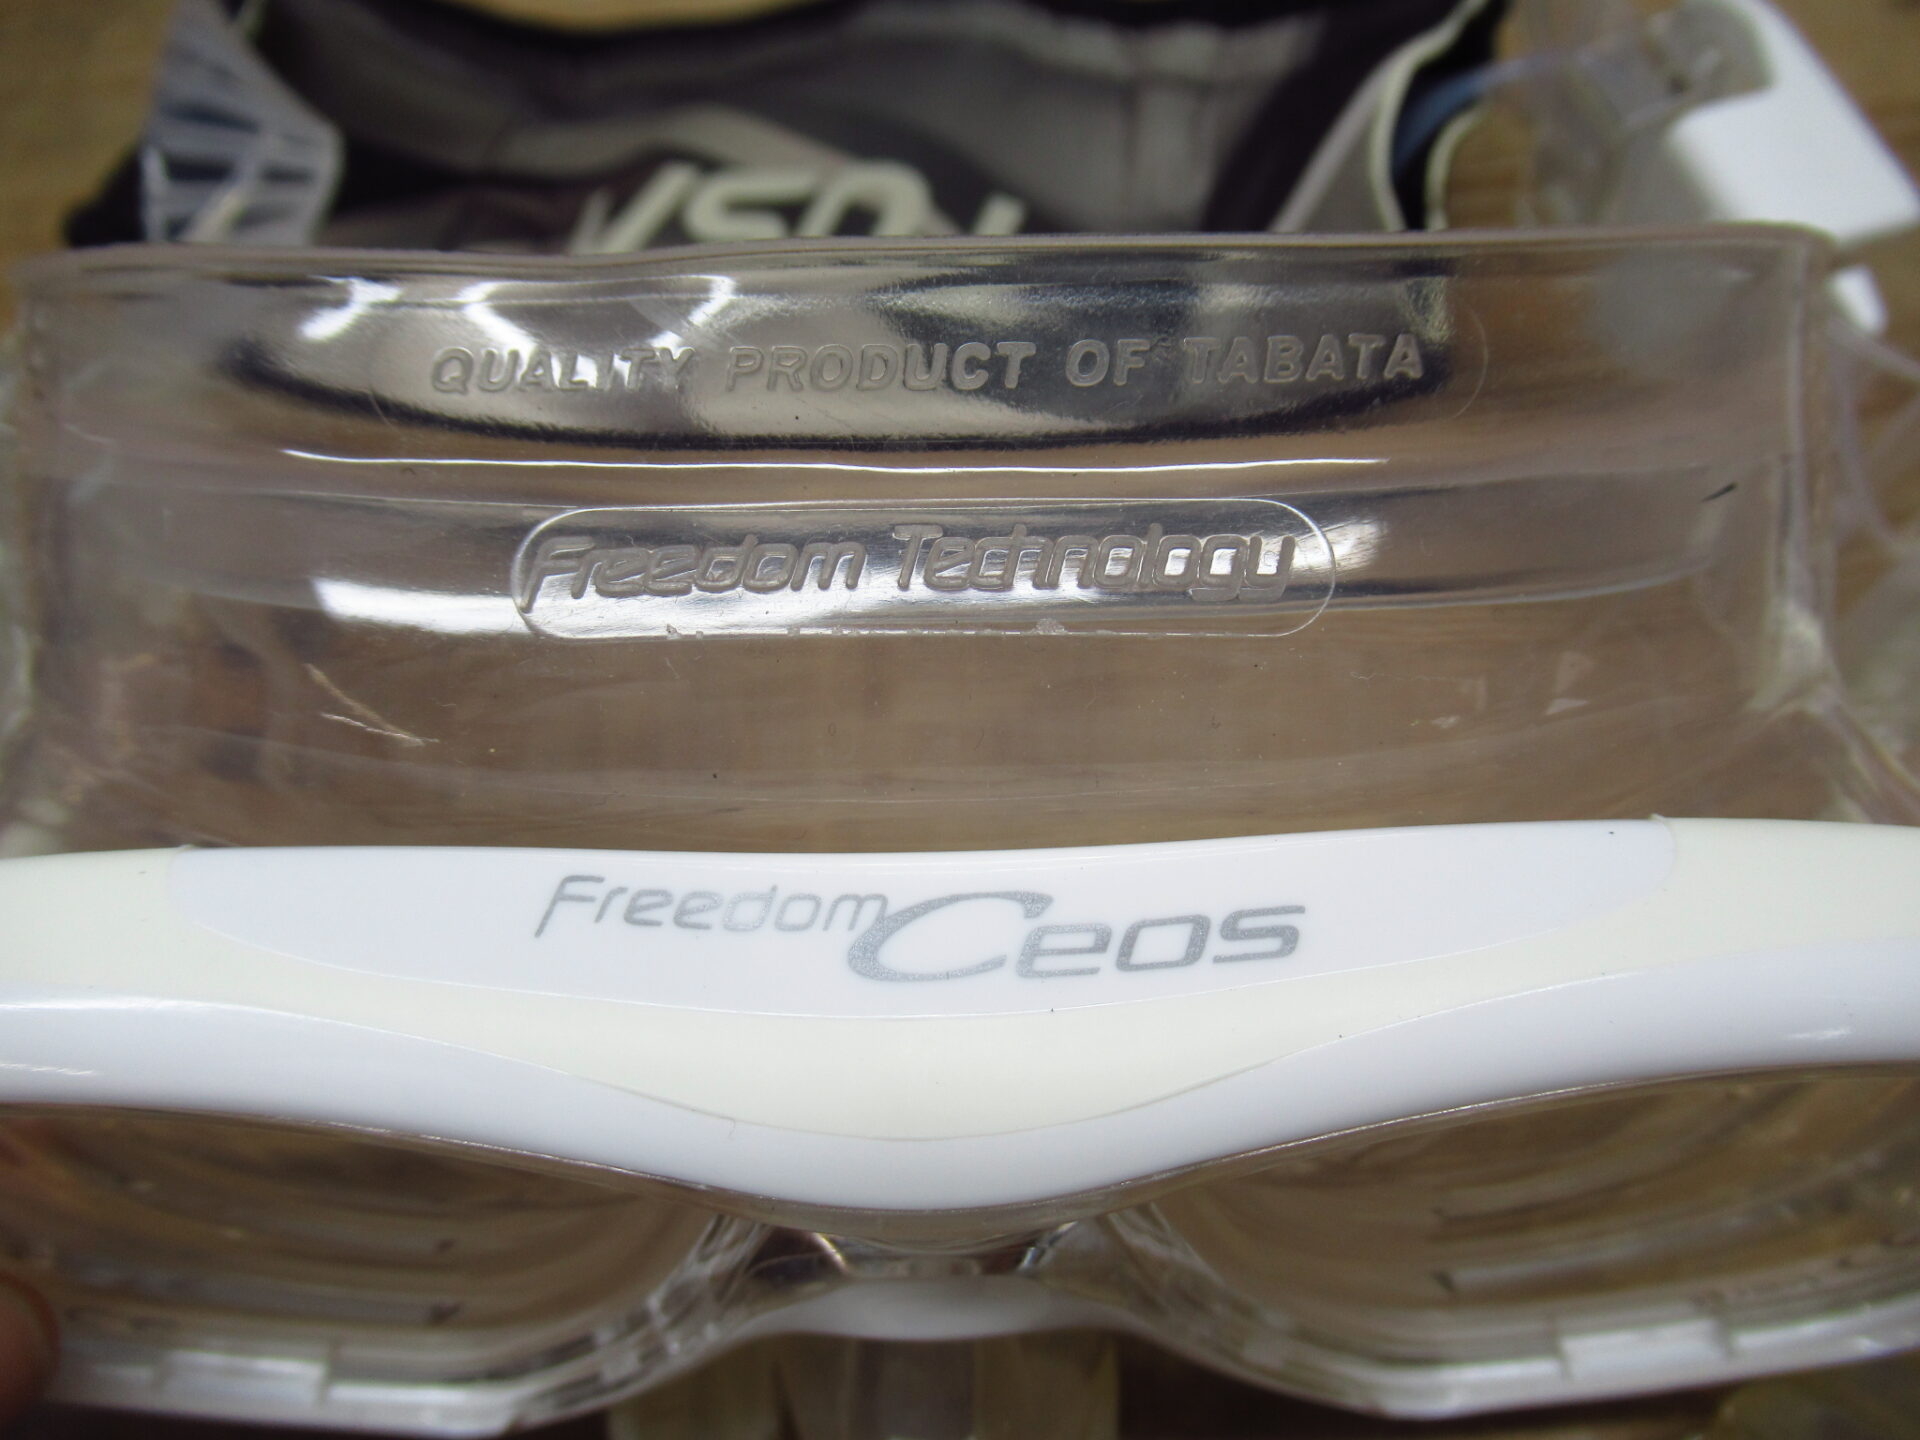 QUALITY PRODUCT OF TABATA
Freedom Technology
Freedom Ceos